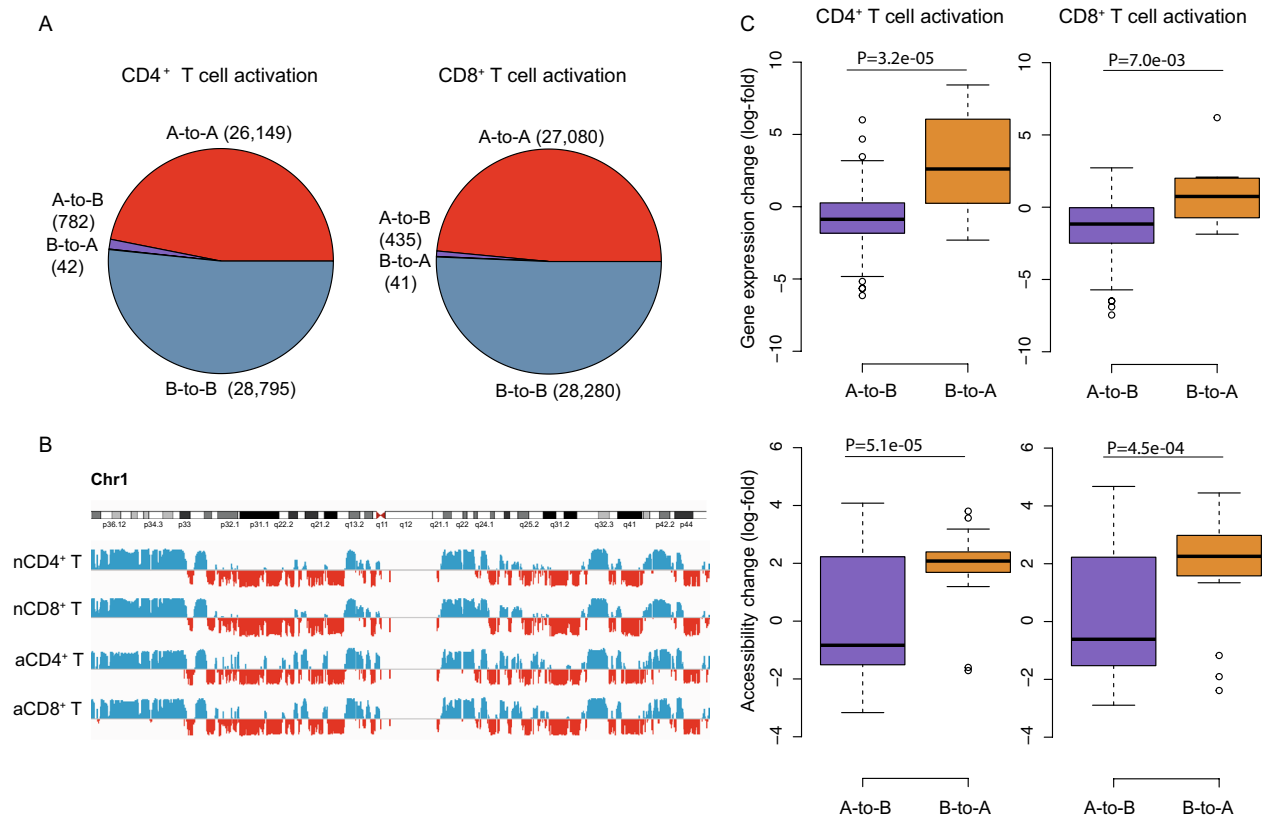 A
CD4+ T cell activation
CD8+ T cell activation
A-to-A (26,149)
A-to-B
(782)
B-to-A
(42)
B-to-B (28,795)
A-to-A (27,080)
A-to-B
(435)
B-to-A
(41)
B-to-B (28,280)
B
Chr1
p36.12 p34.3 p33 p32.1 p31.1 q22.2 q21.2 q13.2 q11 q12 q21.1 q22 q24.1 q25.2 q31.2 q32.3 q41 q42.2 p44
nCD4+ T
nCD8+ T
aCD4+ T
aCD8+ T
C
CD4+ T cell activation
CD8+ T cell activation
Gene expression change (log-fold)
10
5
0
−5
−10
P=3.2e-05
A-to-B
B-to-A
10
5
0
−5
−10
P=7.0e-03
A-to-B
B-to-A
Accessibility change (log-fold)
6
4
2
0
−2
−4
P=5.1e-05
A-to-B
B-to-A
6
4
2
0
−2
−4
P=4.5e-04
A-to-B
B-to-A